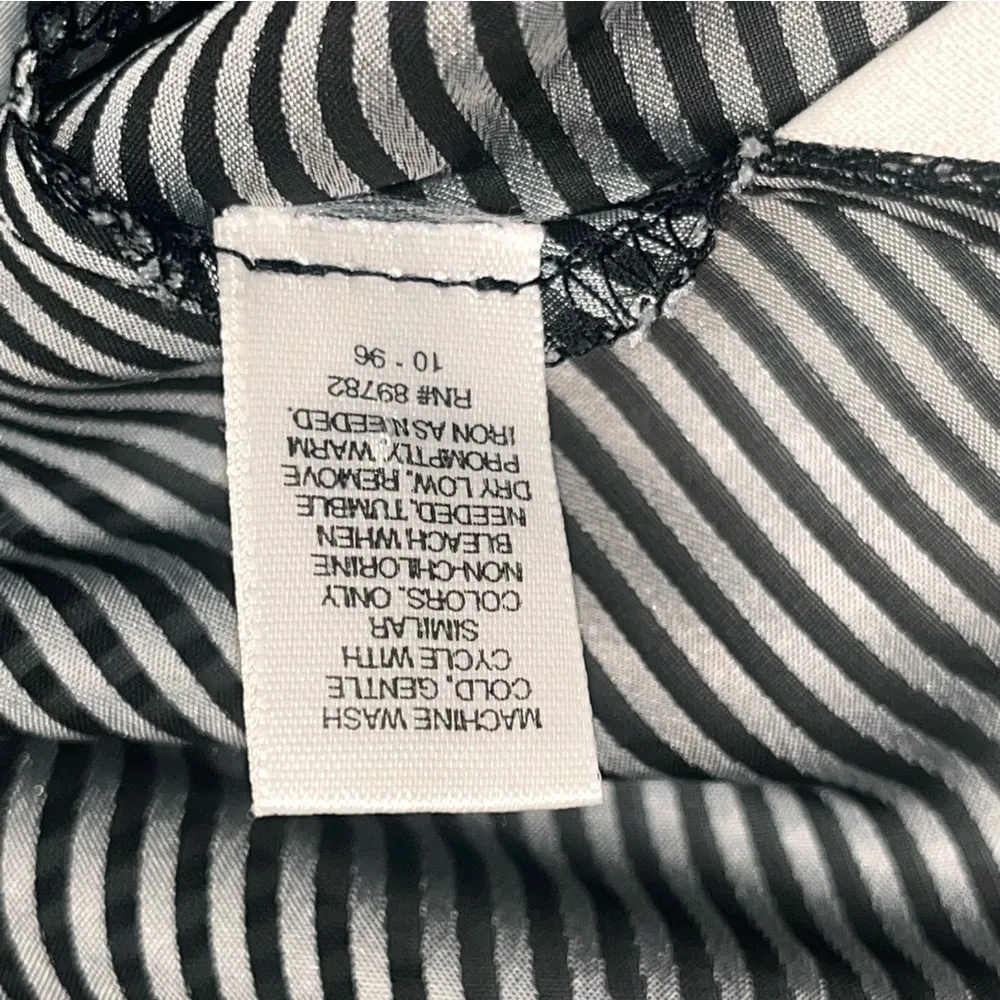 MACHINE WASH
COLD, GENTLE
CYCLE WITH
SIMILAR
COLORS. ONLY
NON-CHLORINE
BLEACH WHEN
NEEDED. TUMBLE
DRY LOW, REMOVE
PROMPTLY. WARM
IRON AS NEEDED.
RN# 89782
10 - 96